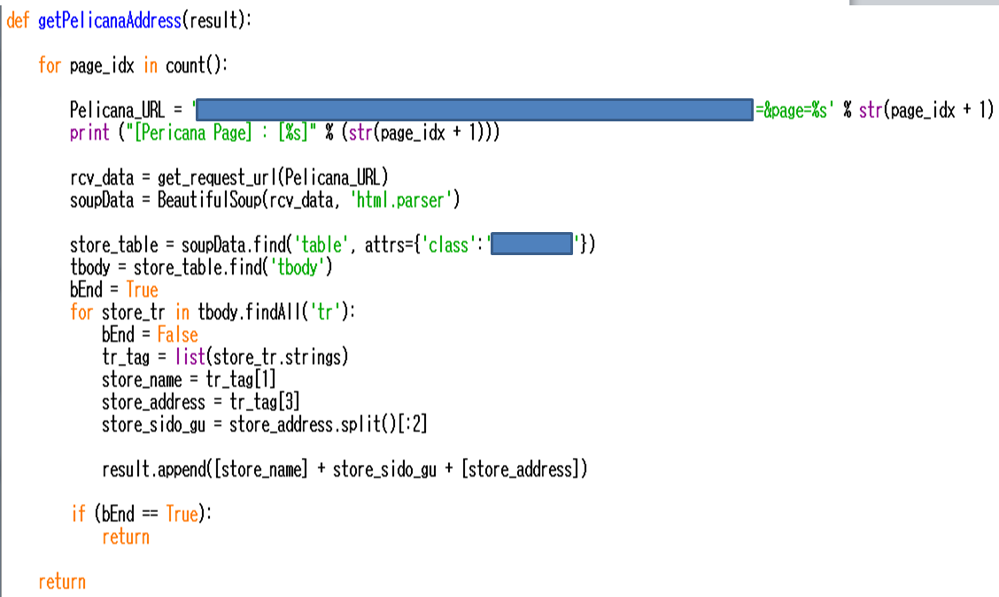 def getPelicanaAddress(result):
for page_idx in count():
Pelicana_URL = '=&page=%s' % str(page_idx + 1)
print ("[Pericana Page] : [%s]" % (str(page_idx + 1)))
rcv_data = get_request_url(Pelicana_URL)
soupData = BeautifulSoup(rcv_data, 'html.parser')
store_table = soupData.find('table', attrs={'class':''})
tbody = store_table.find('tbody')
bEnd = True
for store_tr in tbody.findAll('tr'):
bEnd = False
tr_tag = list(store_tr.strings)
store_name = tr_tag[1]
store_address = tr_tag[3]
store_sido_gu = store_address.split()[:2]
result.append([store_name] + store_sido_gu + [store_address])
if (bEnd == True):
return
return